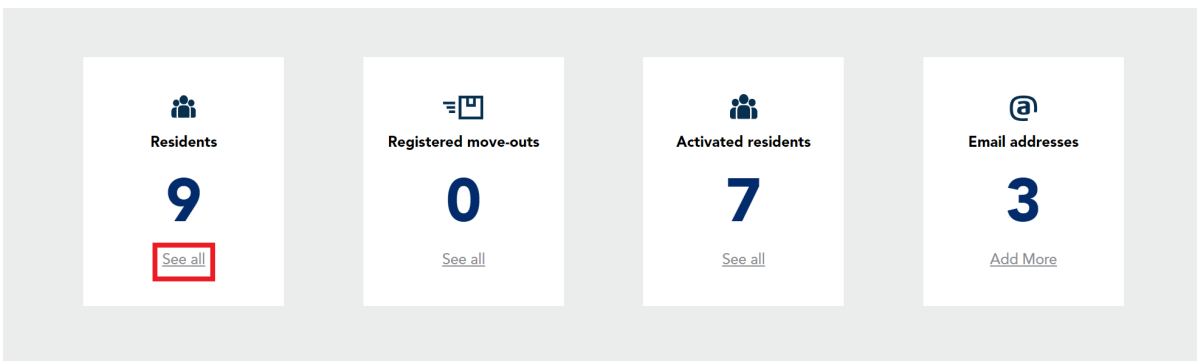 Residents
9
See all
Registered move-outs
0
See all
Activated residents
7
See all
@
Email addresses
3
Add More